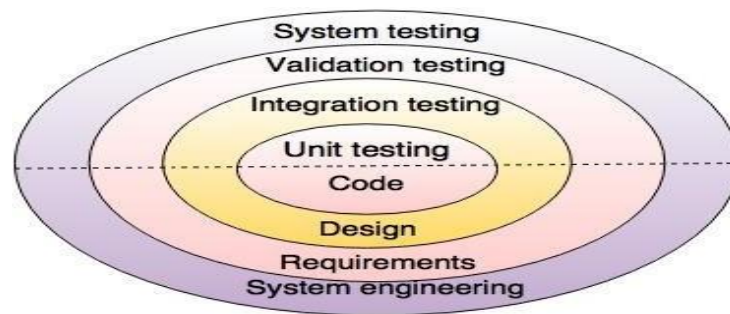 System testing
Validation testing
Integration testing
Unit testing
Code
Design
Requirements
System engineering